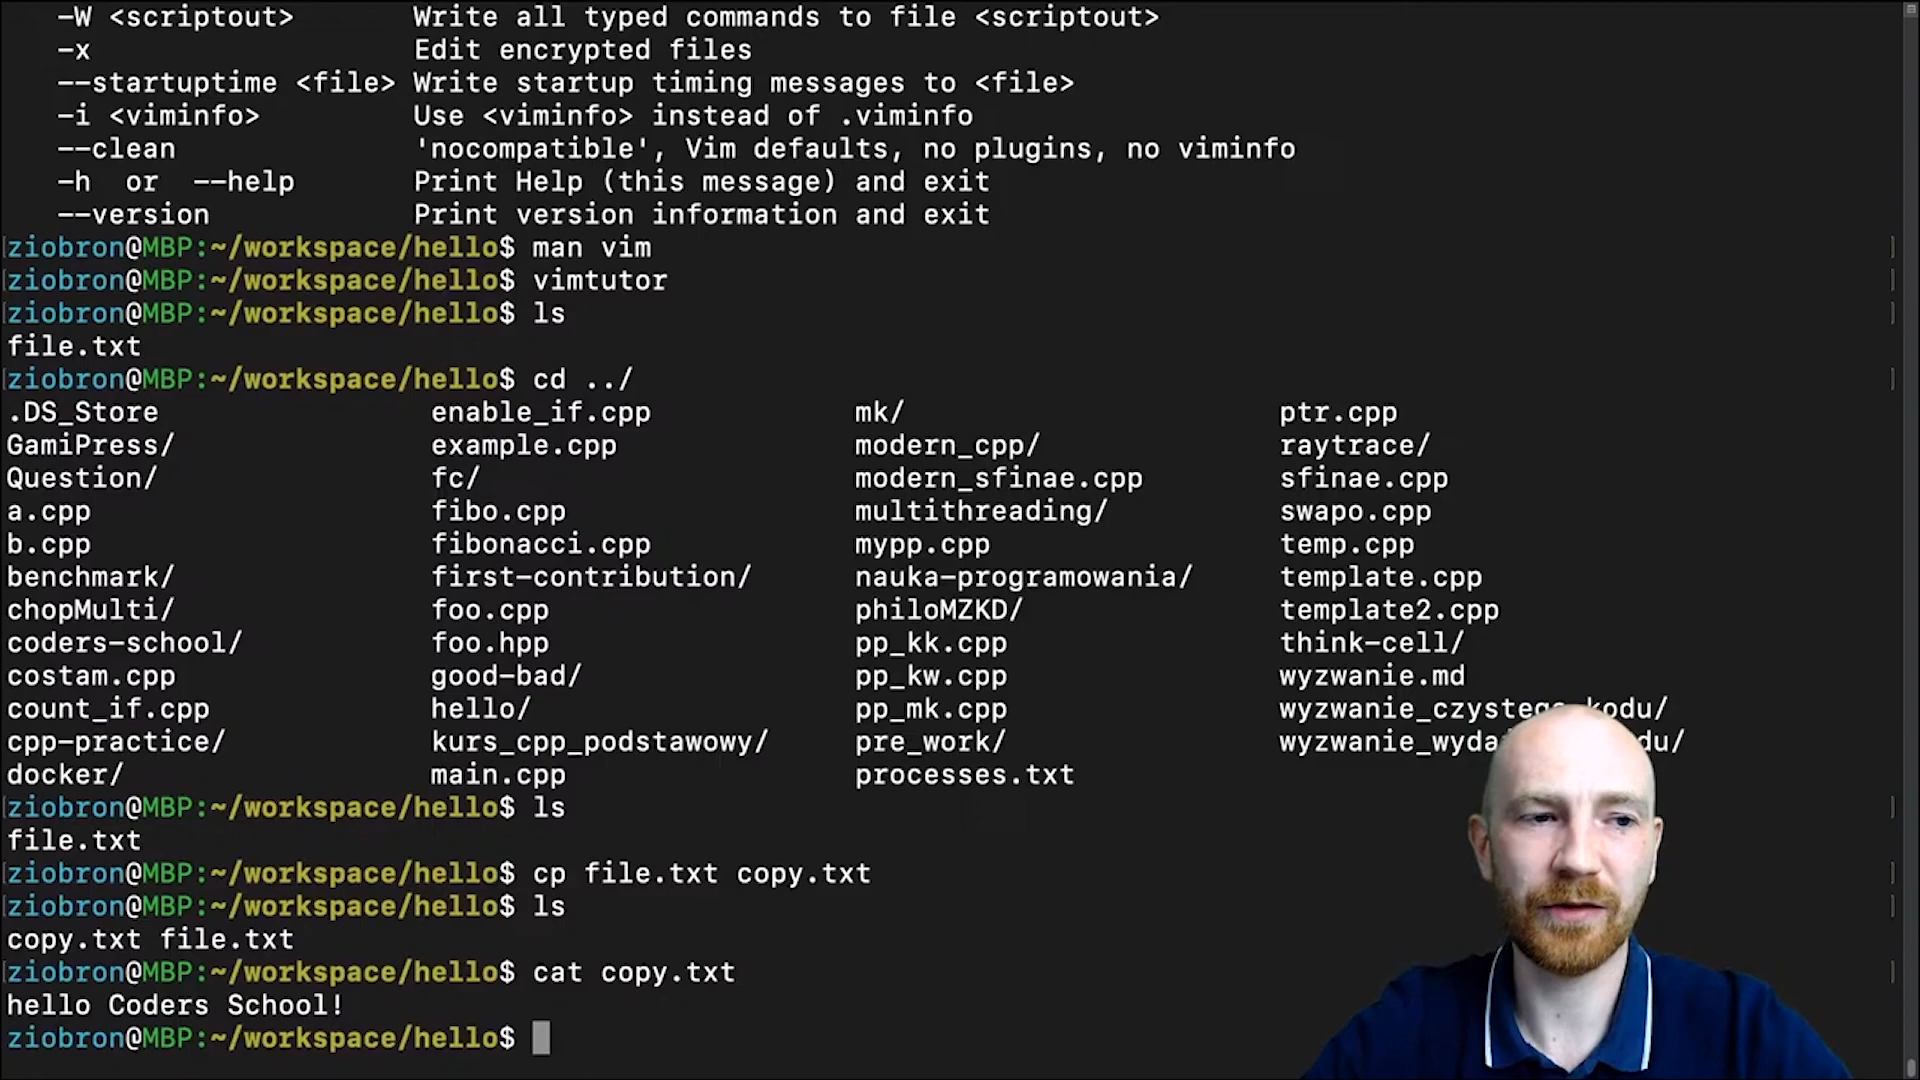 -W <scriptout>       Write all typed commands to file <scriptout>
-x                   Edit encrypted files
--startuptime <file> Write startup timing messages to <file>
-i <viminfo>         Use <viminfo> instead of .viminfo
--clean              'nocompatible', Vim defaults, no plugins, no viminfo
-h  or  --help       Print Help (this message) and exit
--version            Print version information and exit
ziobron@MBP:~/workspace/hello$ man vim
ziobron@MBP:~/workspace/hello$ vimtutor
ziobron@MBP:~/workspace/hello$ ls
file.txt
ziobron@MBP:~/workspace/hello$ cd ../
.DS_Store enable_if.cpp mk/ ptr.cpp
GamiPress/ example.cpp modern_cpp/ raytrace/
Question/ fc/ modern_sfinae.cpp sfinae.cpp
a.cpp fibo.cpp multithreading/ swapo.cpp
b.cpp fibonacci.cpp mypp.cpp temp.cpp
benchmark/ first-contribution/ nauka-programowania/ template.cpp
chopMulti/ foo.cpp philoMZKD/ template2.cpp
coders-school/ foo.hpp pp_kk.cpp think-cell/
costam.cpp good-bad/ pp_kw.cpp wyzwanie.md
count_if.cpp hello/ pp_mk.cpp wyzwanie_czystego_kodu/
cpp-practice/ kurs_cpp_podstawowy/ pre_work/
docker/ main.cpp processes.txt
ziobron@MBP:~/workspace/hello$ ls
file.txt
ziobron@MBP:~/workspace/hello$ cp file.txt copy.txt
ziobron@MBP:~/workspace/hello$ ls
copy.txt file.txt
ziobron@MBP:~/workspace/hello$ cat copy.txt
hello Coders School!
ziobron@MBP:~/workspace/hello$